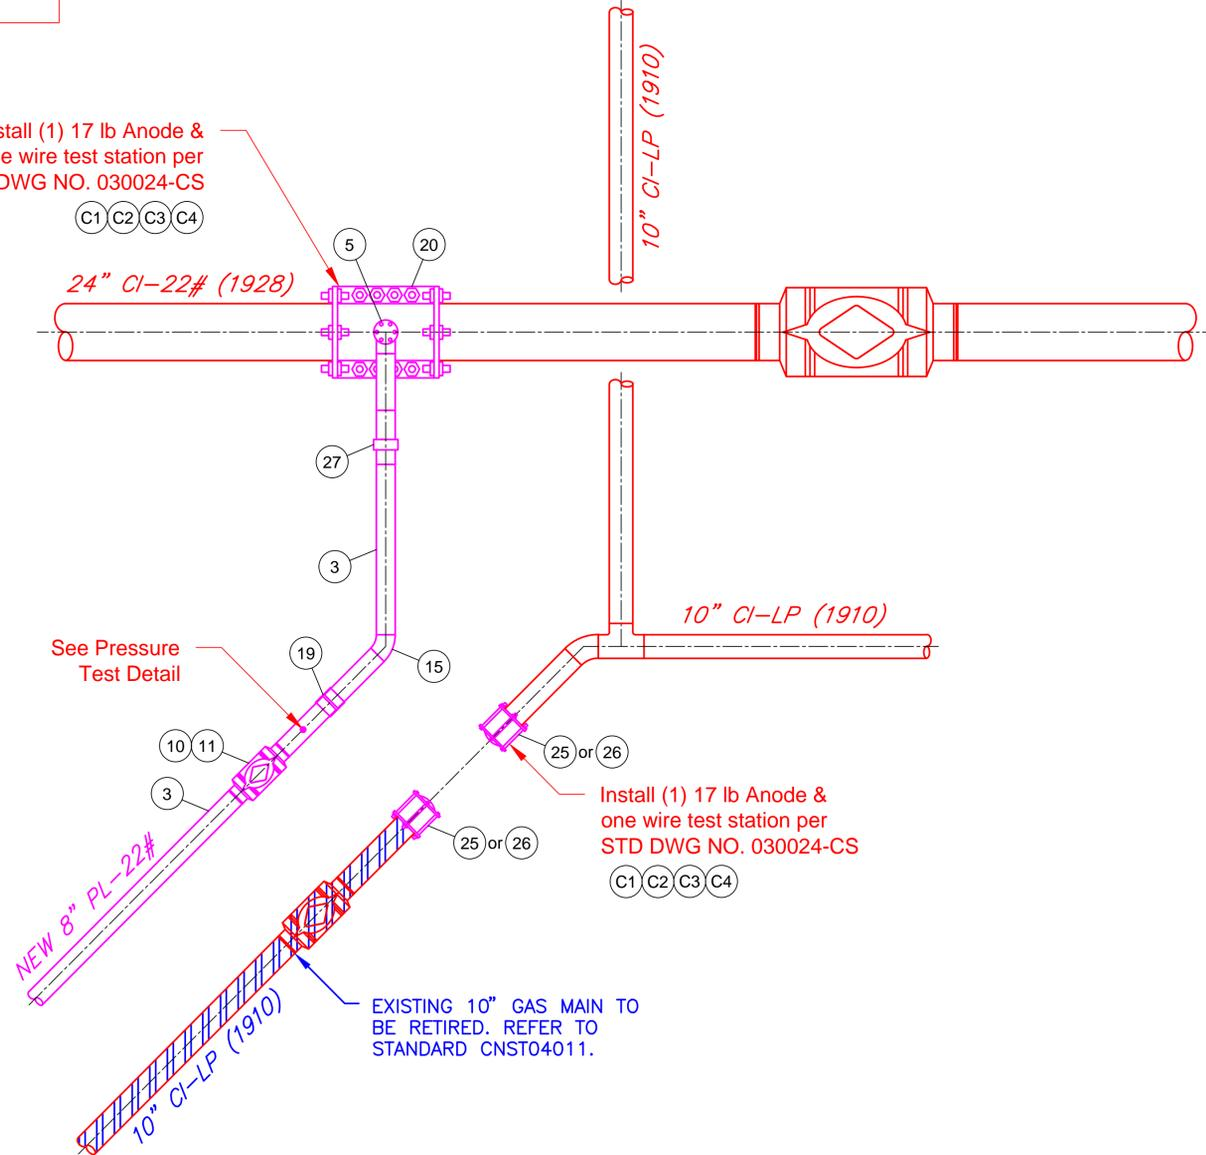 10” CI-LP (1910)
stall (1) 17 lb Anode &
e wire test station per
DWG NO. 030024-CS
C1 C2 C3 C4
5
20
24” CI-22# (1928)
27
3
10” CI-LP (1910)
See Pressure
Test Detail
19
15
10 11
3
25 or 26
Install (1) 17 lb Anode &
one wire test station per
STD DWG NO. 030024-CS
C1 C2 C3 C4
25 or 26
NEW 8” PL-22#
EXISTING 10” GAS MAIN TO
BE RETIRED. REFER TO
STANDARD CNST04011.
10” CI-LP (1910)